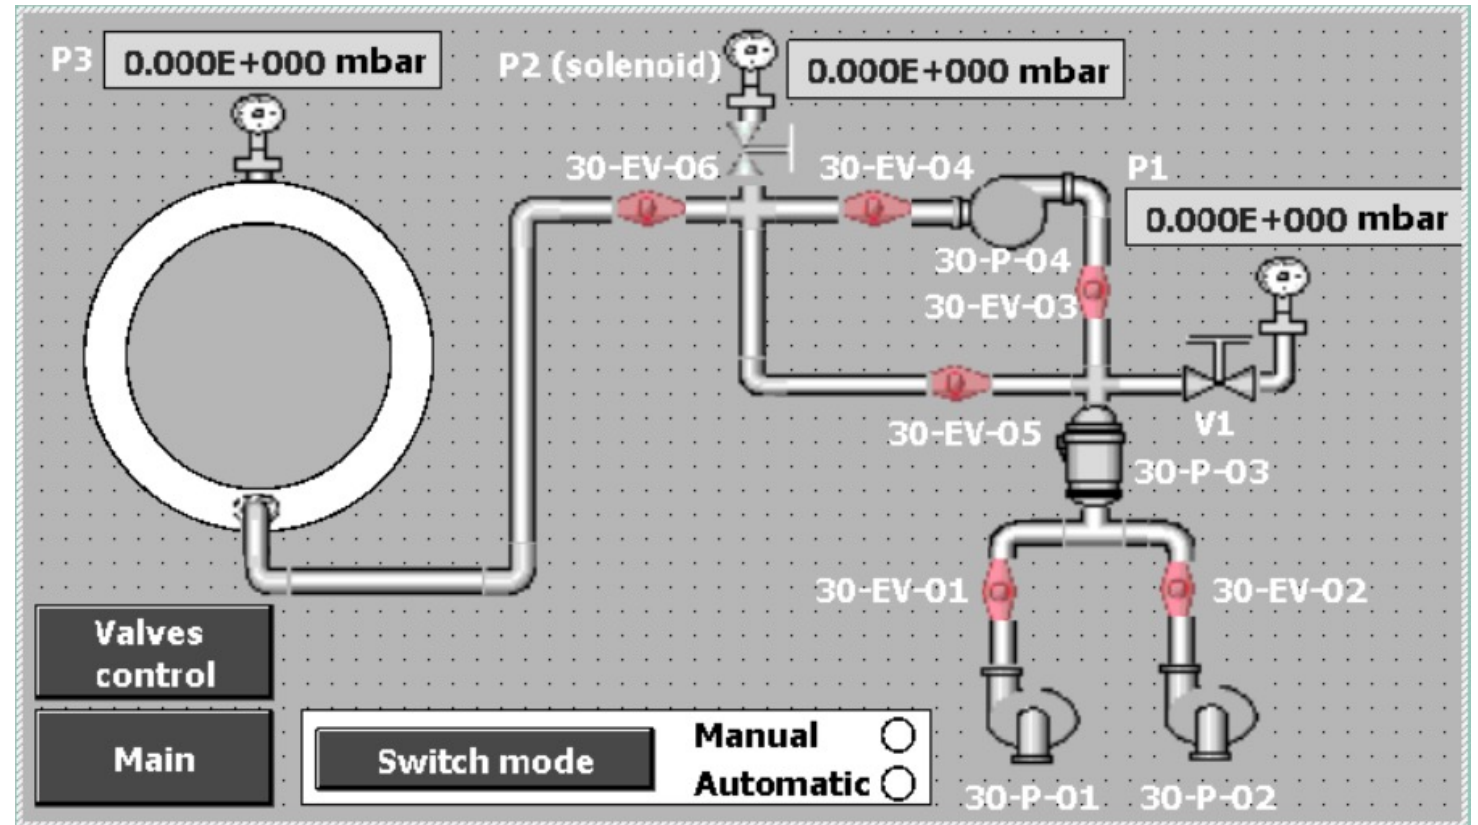 P3
0.000E+000 mbar
P2 (solenoid)
0.000E+000 mbar
30-EV-06
30-EV-04
P1
0.000E+000 mbar
30-P-04
30-EV-03
30-EV-05
V1
30-P-03
30-EV-01
30-EV-02
Valves
control
Main
Switch mode
Manual
Automatic
30-P-01
30-P-02